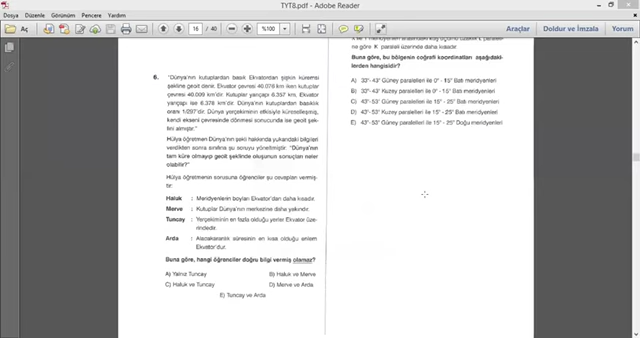 TYT8.pdf - Adobe Reader
Dosya Düzenle Görünüm Pencere Yardım
Aç
16 / 40
%100
Araçlar
Doldur ve İmzala
Yorum
6. "Dünya'nın kutuplardan basık Ekvatordan şişkin küremsi
şekline geoit denir. Ekvator çevresi 40.076 km iken kutuplar
çevresi 40.009 km'dir. Kutuplar yarıçapı 6.357 km, Ekvator
yarıçapı ise 6.378 km'dir. Dünya'nın kutuplardan basıklık
oranı 1/297'dir. Dünya yerçekiminin etkisiyle küreselleşmiş,
kendi ekseni çevresinde dönmesi sonucunda ise geoit şekli-
ni almıştır."
Hülya öğretmen Dünya'nın şekli hakkında yukarıdaki bilgileri
verdikten sonra sınıfına şu soruyu yöneltmiştir: "Dünya'nın
tam küre olmayıp geoit şeklinde oluşunun sonuçları neler
olabilir?"
Hülya öğretmenin sorusuna öğrenciler şu cevapları vermiş-
tir:
Haluk : Meridyenlerin boyları Ekvator'dan daha kısadır.
Merve : Kutuplar Dünya'nın merkezine daha yakındır.
Tuncay : Yerçekiminin en fazla olduğu yerler Ekvator üze-
rindedir.
Arda : Alacakaranlık süresinin en kısa olduğu enlem
Ekvator'dur.
Buna göre, hangi öğrenciler doğru bilgi vermiş olamaz?
A) Yalnız Tuncay B) Haluk ve Merve
C) Haluk ve Tuncay D) Merve ve Arda
E) Tuncay ve Arda
ne göre K paraleli üzerinde daha kısadır.
Buna göre, bu bölgenin coğrafi koordinatları aşağıdaki-
lerden hangisidir?
A) 33°- 43° Güney paralelleri ile 0° - 15° Batı meridyenleri
B) 33°- 43° Kuzey paralelleri ile 0° - 15° Batı meridyenleri
C) 43°- 53° Güney paralelleri ile 15° - 25° Batı meridyenleri
D) 43°- 53° Kuzey paralelleri ile 15° - 25° Batı meridyenleri
E) 43°- 53° Güney paralelleri ile 15° - 25° Doğu meridyenleri